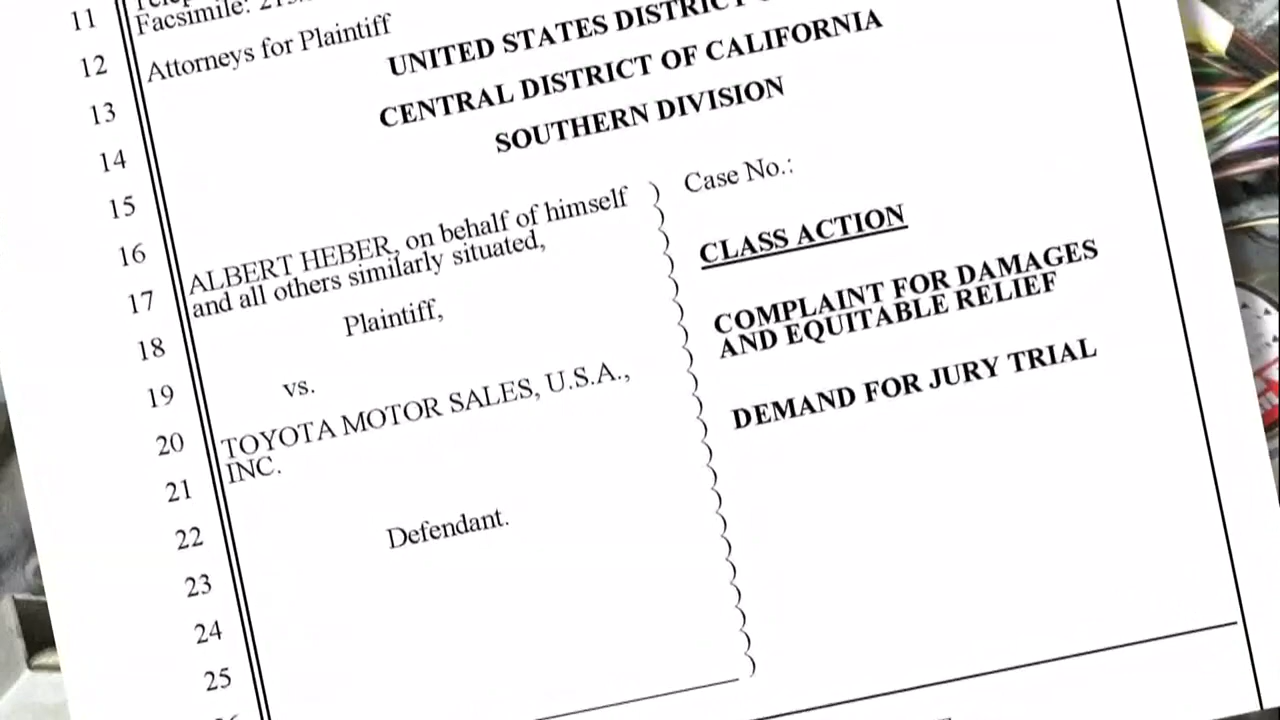 11
Facsimile:
12
Attorneys for Plaintiff
UNITED STATES DISTRICT
13
CENTRAL DISTRICT OF CALIFORNIA
14
SOUTHERN DIVISION
15
Case No.:
16
ALBERT HEBER, on behalf of himself
17
and all others similarly situated,
CLASS ACTION
18
Plaintiff,
COMPLAINT FOR DAMAGES
AND EQUITABLE RELIEF
19
vs.
20
TOYOTA MOTOR SALES, U.S.A.,
21
INC.
DEMAND FOR JURY TRIAL
22
Defendant.
23
24
25